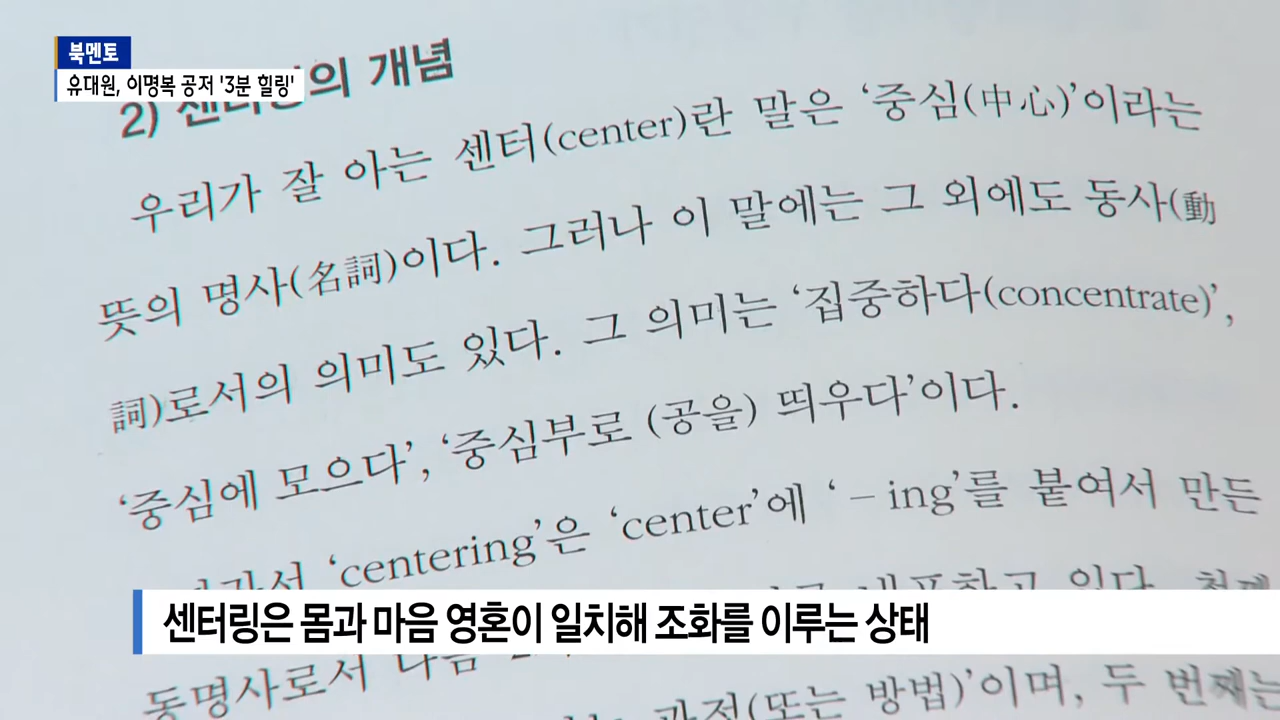 북멘토
유대원, 이명복 공저 '3분 힐링'
2) 센터링의 개념
우리가 잘 아는 센터(center)란 말은 ‘중심(中心)’이라는
뜻의 명사(名詞)이다. 그러나 이 말에는 그 외에도 동사(動
詞)로서의 의미도 있다. 그 의미는 ‘집중하다(concentrate)’,
‘중심에 모으다’, ‘중심부로 (공을) 띄우다’이다.
‘centering’은 ‘center’에 ‘–ing’를 붙여서 만든
있다.
센터링은 몸과 마음 영혼이 일치해 조화를 이루는 상태
동명사로서
과정(또는 방법)’이며, 두 번째는